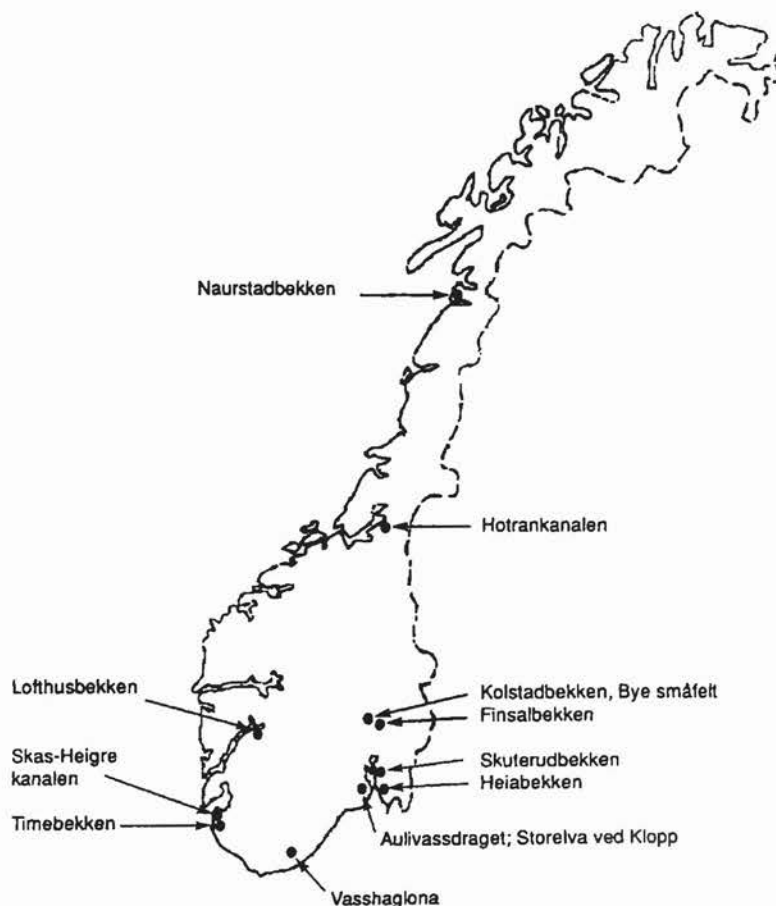 Naurstadbekken
Hotrankanalen
Lofthusbekken
Kolstadbekken, Bye småfelt
Finsalbekken
Skas-Heigre
kanalen
Skuterudbekken
Heiabekken
Timebekken
Aulivassdraget; Storelva ved Klopp
Vasshaglona